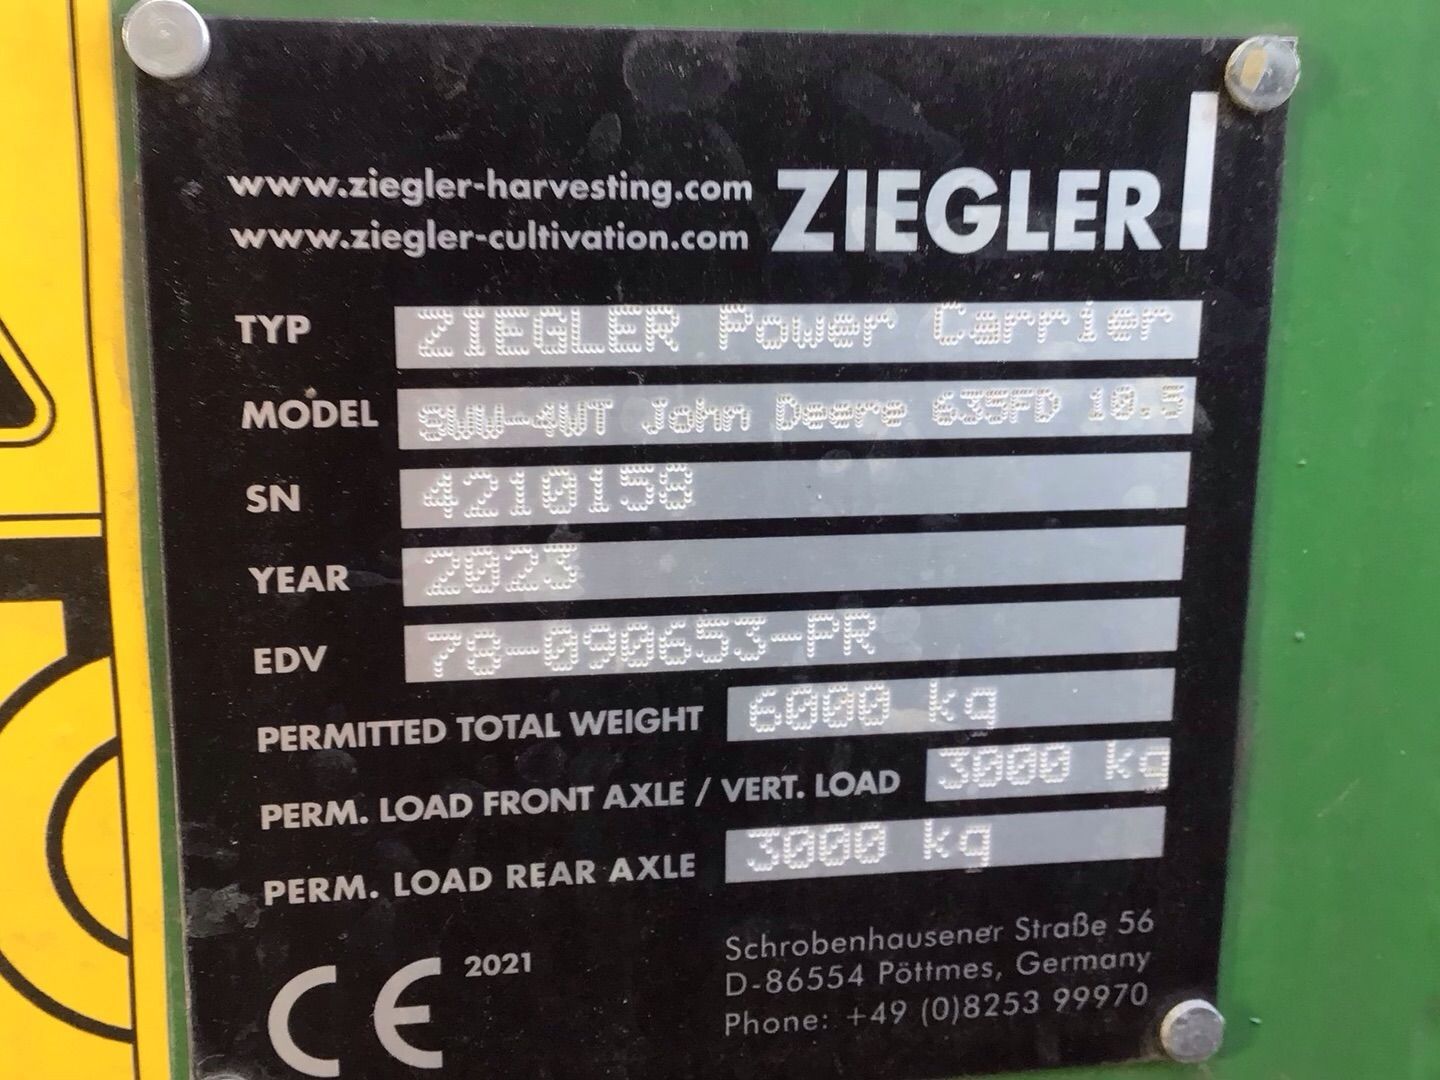 www.ziegler-harvesting.com
www.ziegler-cultivation.com
ZIEGLER
TYP ZIEGLER Power Carrier
MODEL 8WW-4VT John Deere 635FD 10.5
SN 4210158
YEAR 2023
EDV 78-090653-PR
PERMITTED TOTAL WEIGHT 6000 kg
PERM. LOAD FRONT AXLE / VERT. LOAD 3000 kg
PERM. LOAD REAR AXLE 3000 kg
CE 2021
Schrobenhausener Straße 56
D-86554 Pöttmes, Germany
Phone: +49 (0)8253 99970